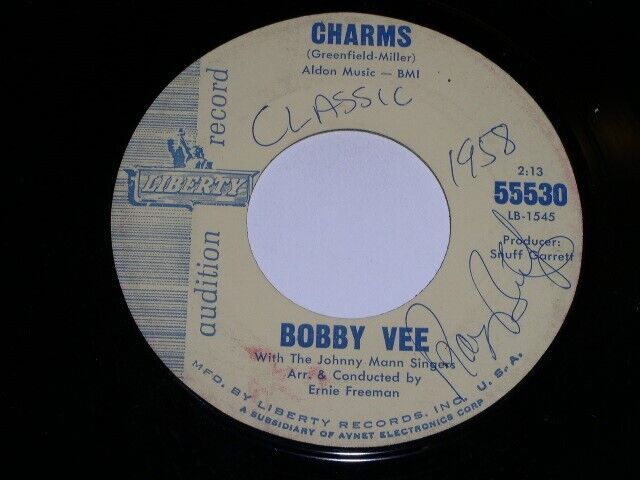 CHARMS
(Greenfield-Miller)
Aldon Music — BMI
CLASSIC
1958
record
audition
LIBERTY
2:13
55530
LB-1545
Producer:
Snuff Garrett
BOBBY VEE
With The Johnny Mann Singers
Arr. & Conducted by
Ernie Freeman
MFG. BY LIBERTY RECORDS, INC., U. S. A.
A SUBSIDIARY OF AVNET ELECTRONICS CORP